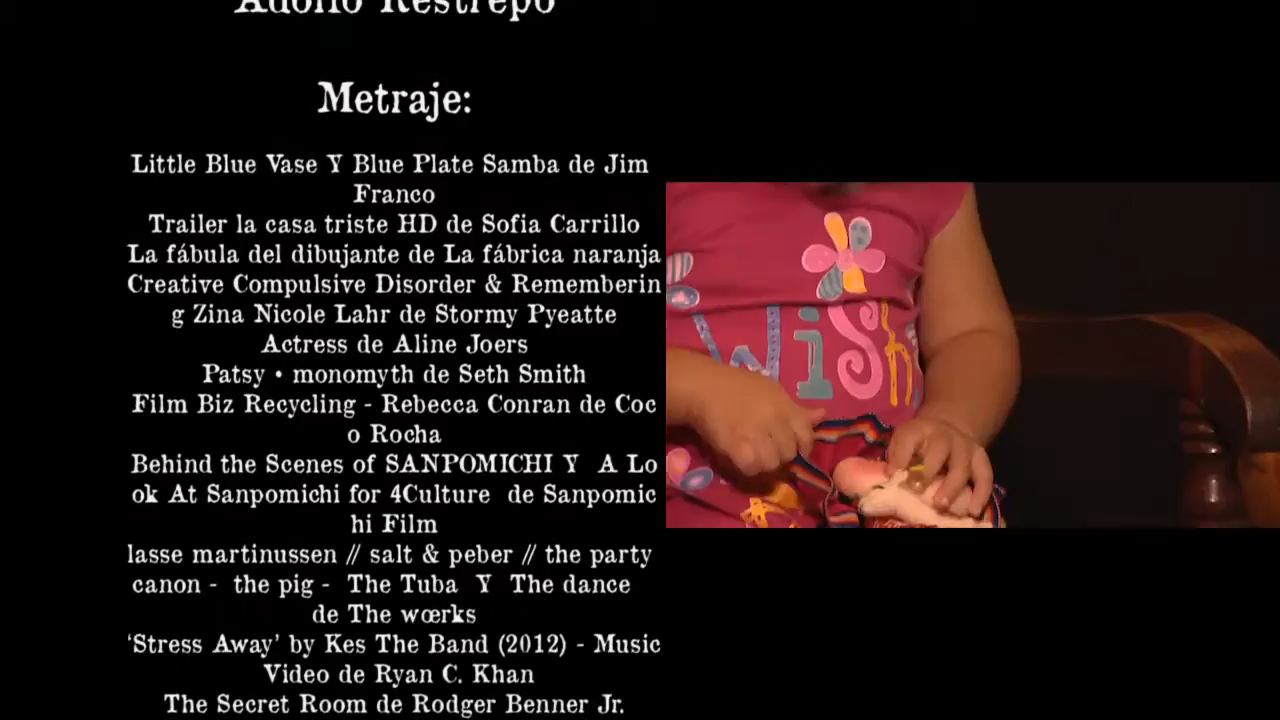 Adolfo Restrepo
Metraje:
Little Blue Vase Y Blue Plate Samba de Jim
Franco
Trailer la casa triste HD de Sofia Carrillo
La fábula del dibujante de La fábrica naranja
Creative Compulsive Disorder & Rememberin
g Zina Nicole Lahr de Stormy Pyeatte
Actress de Aline Joers
Patsy • monomyth de Seth Smith
Film Biz Recycling - Rebecca Conran de Coc
o Rocha
Behind the Scenes of SANPOMICHI Y A Lo
ok At Sanpomichi for 4Culture de Sanpomic
hi Film
lasse martinussen // salt & peber // the party
canon - the pig - The Tuba Y The dance
de The wœrks
‘Stress Away’ by Kes The Band (2012) - Music
Video de Ryan C. Khan
The Secret Room de Rodger Benner Jr.
Wish